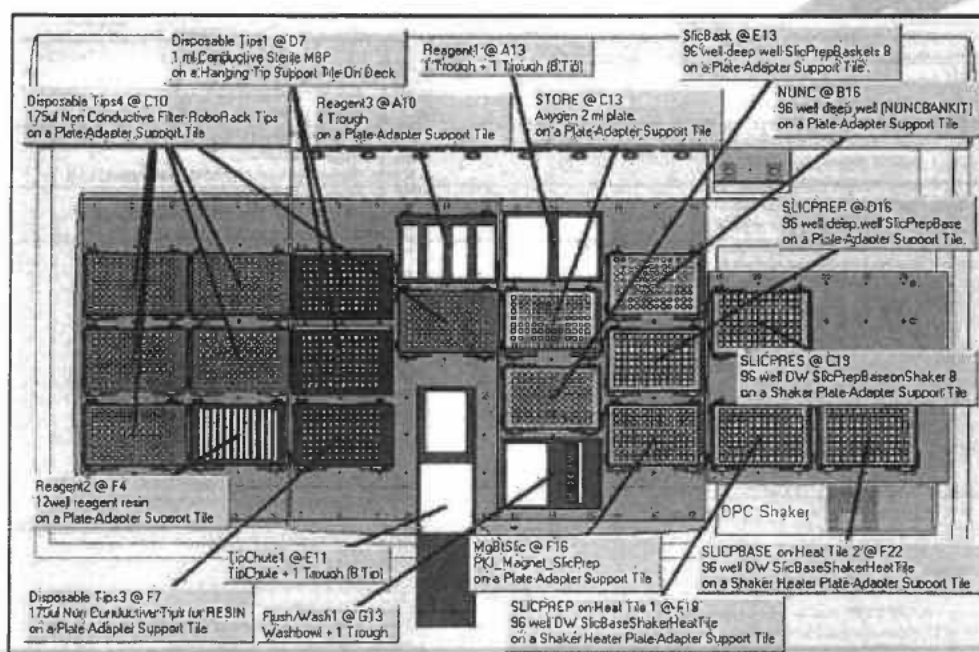 Disposable Tips1 @ D7
1 ml Conductive Sterile MBP
on a Hanging Tip Support Tile On Deck
Reagent1 @ A13
1 Trough + 1 Trough (8 Tip)
SlicBask @ E13
96 well deep well SlicPrepBaskets 8
on a Plate-Adapter Support Tile.
Disposable Tips4 @ C10
175ul Non Conductive Filter-RoboRack Tips
on a Plate-Adapter Support Tile
Reagent3 @ A10
4 Trough
on a Plate-Adapter Support Tile
STORE @ C13
Axygen 2 ml plate.
on a Plate-Adapter Support Tile
NUNC @ B16
96 well deep well (NUNCBANKIT)
on a Plate-Adapter Support Tile
SLICPREP @ D16
96 well deep well SlicPrepBase
on a Plate-Adapter Support Tile.
SLICPRES @ C19
96 well DW SlicPrepBaseonShaker 8
on a Shaker Plate-Adapter Support Tile
Reagent2 @ F4
12well reagent resin
on a Plate-Adapter Support Tile
DPC Shaker
TipChute1 @ E11
TipChute + 1 Trough (8 Tip)
MgBtSlic @ F16
PKI_Magnet_SlicPrep
on a Plate-Adapter Support Tile
SLICPBASE on Heat Tile 2 @ F22
96 well DW SlicBaseShakerHeatTile
on a Shaker Heater Plate-Adapter Support Tile
Disposable Tips3 @ F7
175ul Non Conductive Tips for RESIN
on a Plate Adapter Support Tile
Flush/Wash1 @ G13
Washbowl + 1 Trough
SLICPREP on Heat Tile 1 @ F19
96 well DW SlicBaseShakerHeatTile
on a Shaker Heater Plate-Adapter Support Tile